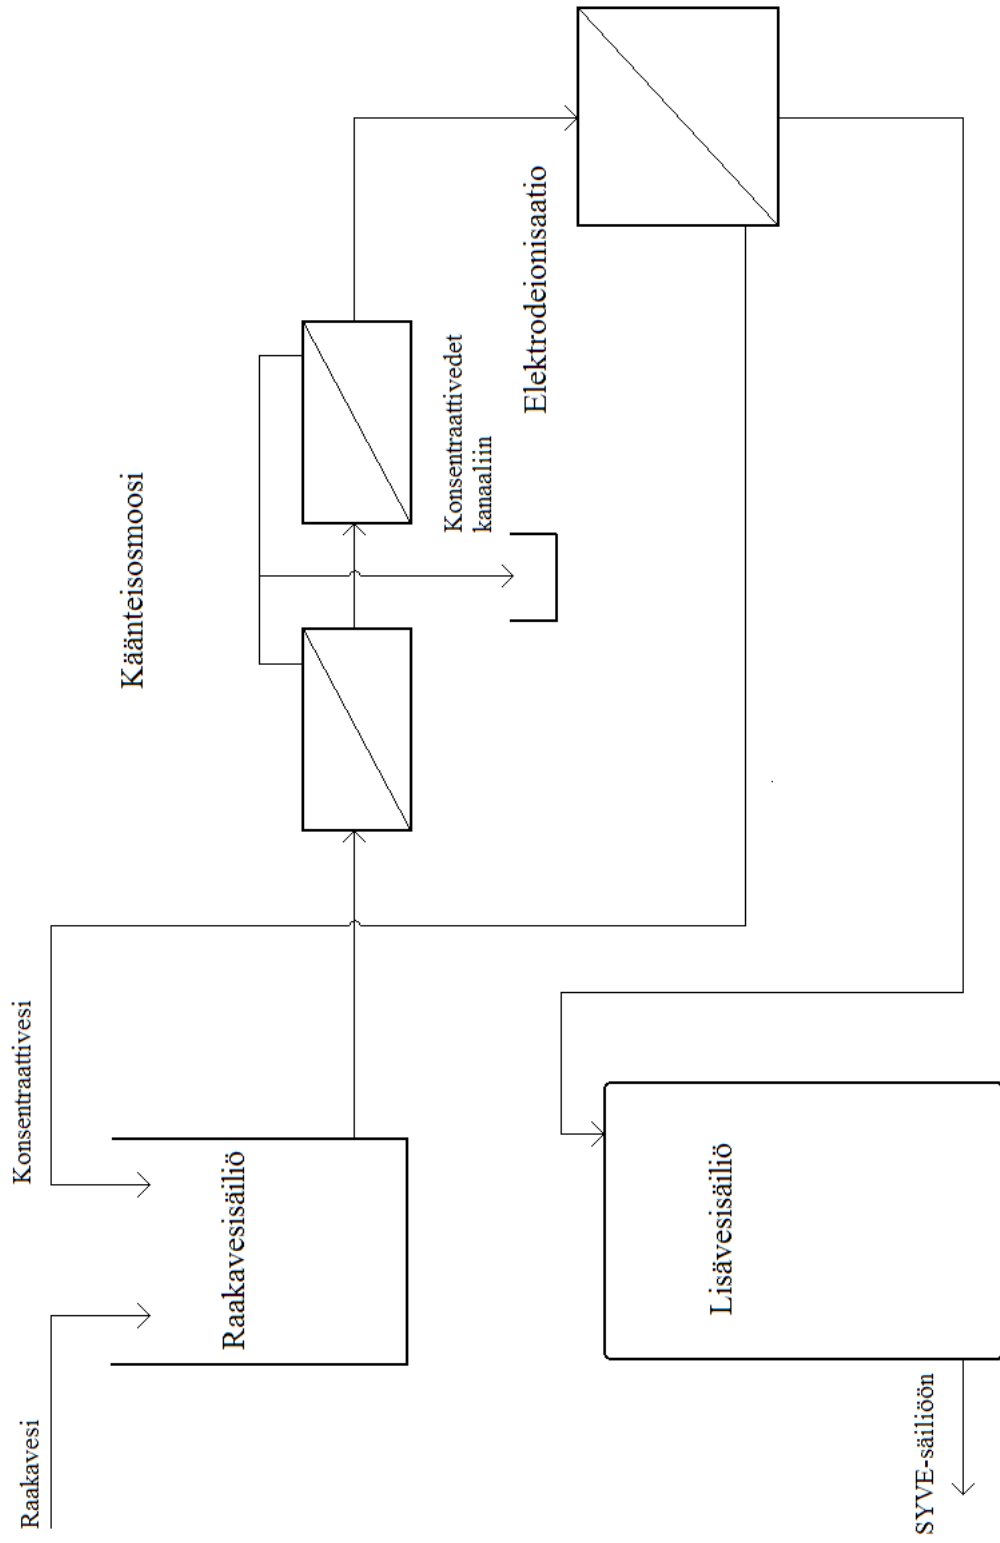 Raakavesi
Konsentraattivesi
Käänteisosmoosi
Raakavesisäiliö
Konsentraattivedet
kanaaliin
Elektrodeionisaatio
Lisävesisäiliö
SYVE-säiliöön